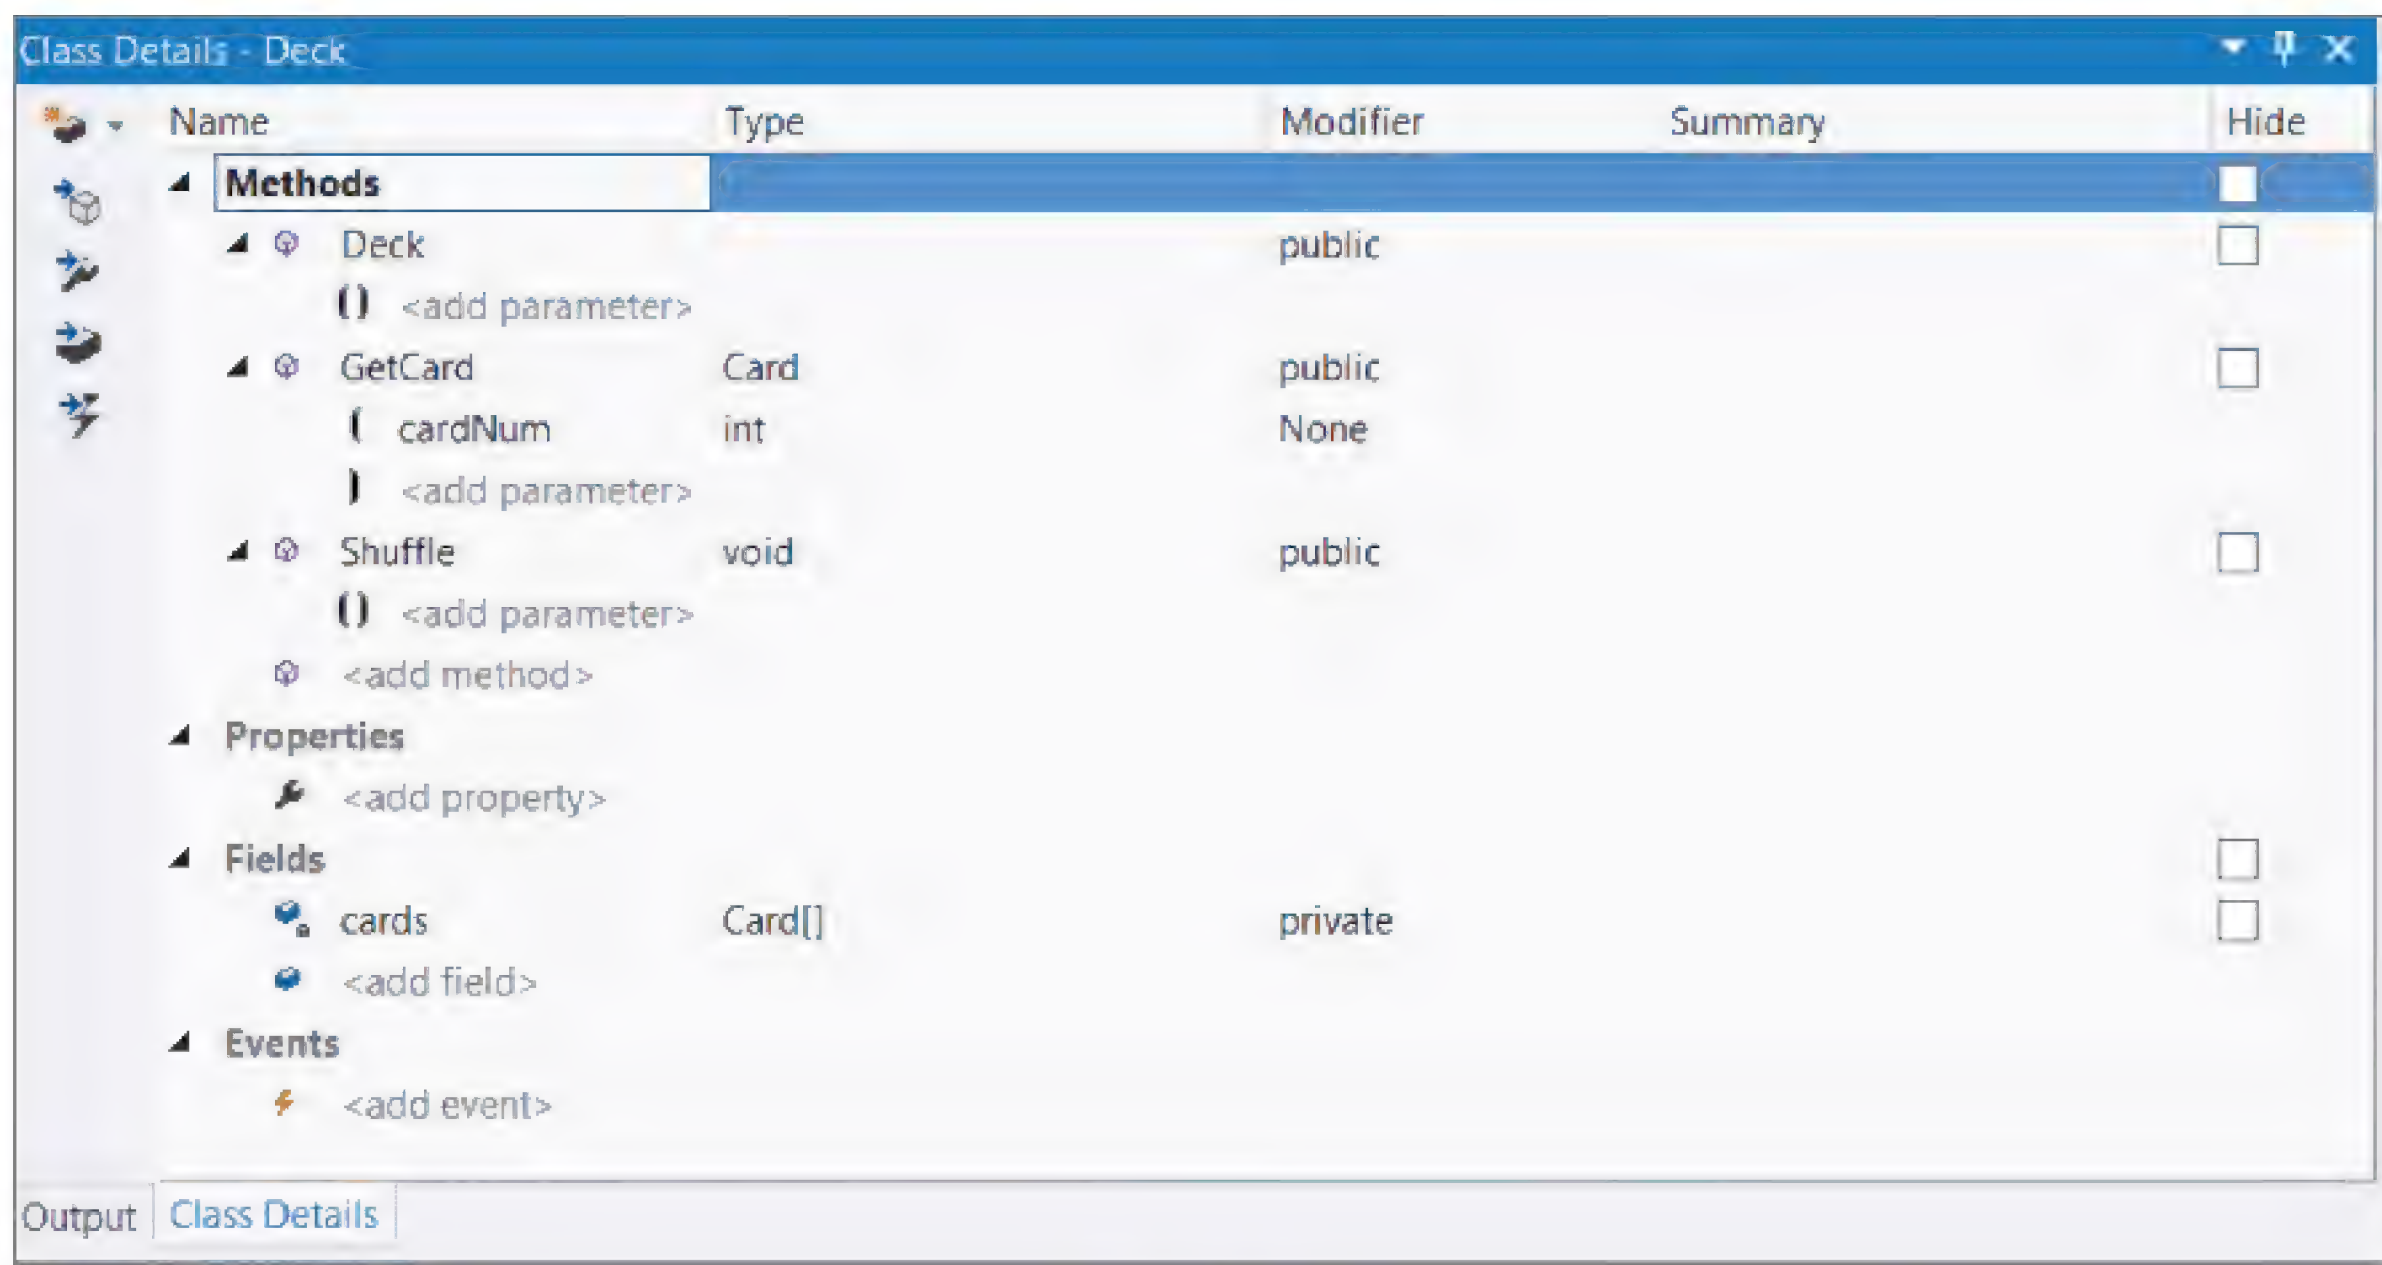 Class Details - Deck
Name Type Modifier Summary Hide
Methods
Deck public
() <add parameter>
GetCard Card public
( cardNum int None
) <add parameter>
Shuffle void public
() <add parameter>
<add method>
Properties
<add property>
Fields
cards Card[] private
<add field>
Events
<add event>
Output Class Details